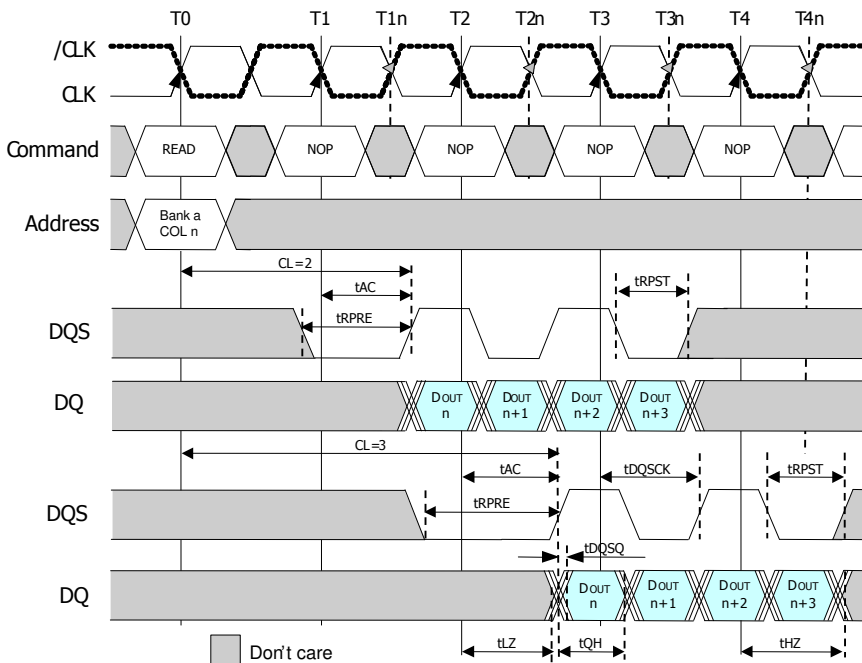 T0 T1 T1n T2 T2n T3 T3n T4 T4n
/CLK
CLK
Command READ NOP NOP NOP NOP
Address Bank a
COL n
CL=2
tAC
tRPST
tRPRE
DQS
DQ DOUT n DOUT n+1 DOUT n+2 DOUT n+3
CL=3
tAC tDQSCK tRPST
tRPRE
DQS
tDQSQ
DQ DOUT n DOUT n+1 DOUT n+2 DOUT n+3
tLZ tQH tHZ
Don't care